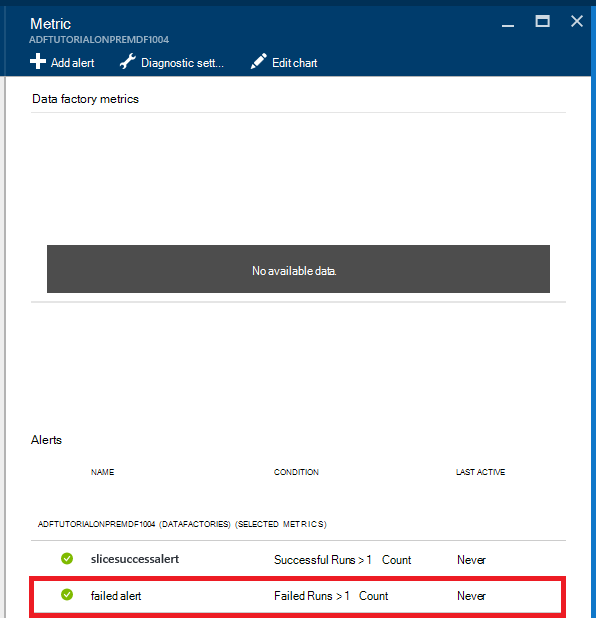 Metric
ADFTUTORIALONPREMDF1004
Add alert Diagnostic sett... Edit chart
Data factory metrics
No available data.
Alerts
NAME CONDITION LAST ACTIVE
ADFTUTORIALONPREMDF1004 (DATAFACTORIES) (SELECTED METRICS)
slicesuccessalert Successful Runs > 1 Count Never
failed alert Failed Runs > 1 Count Never